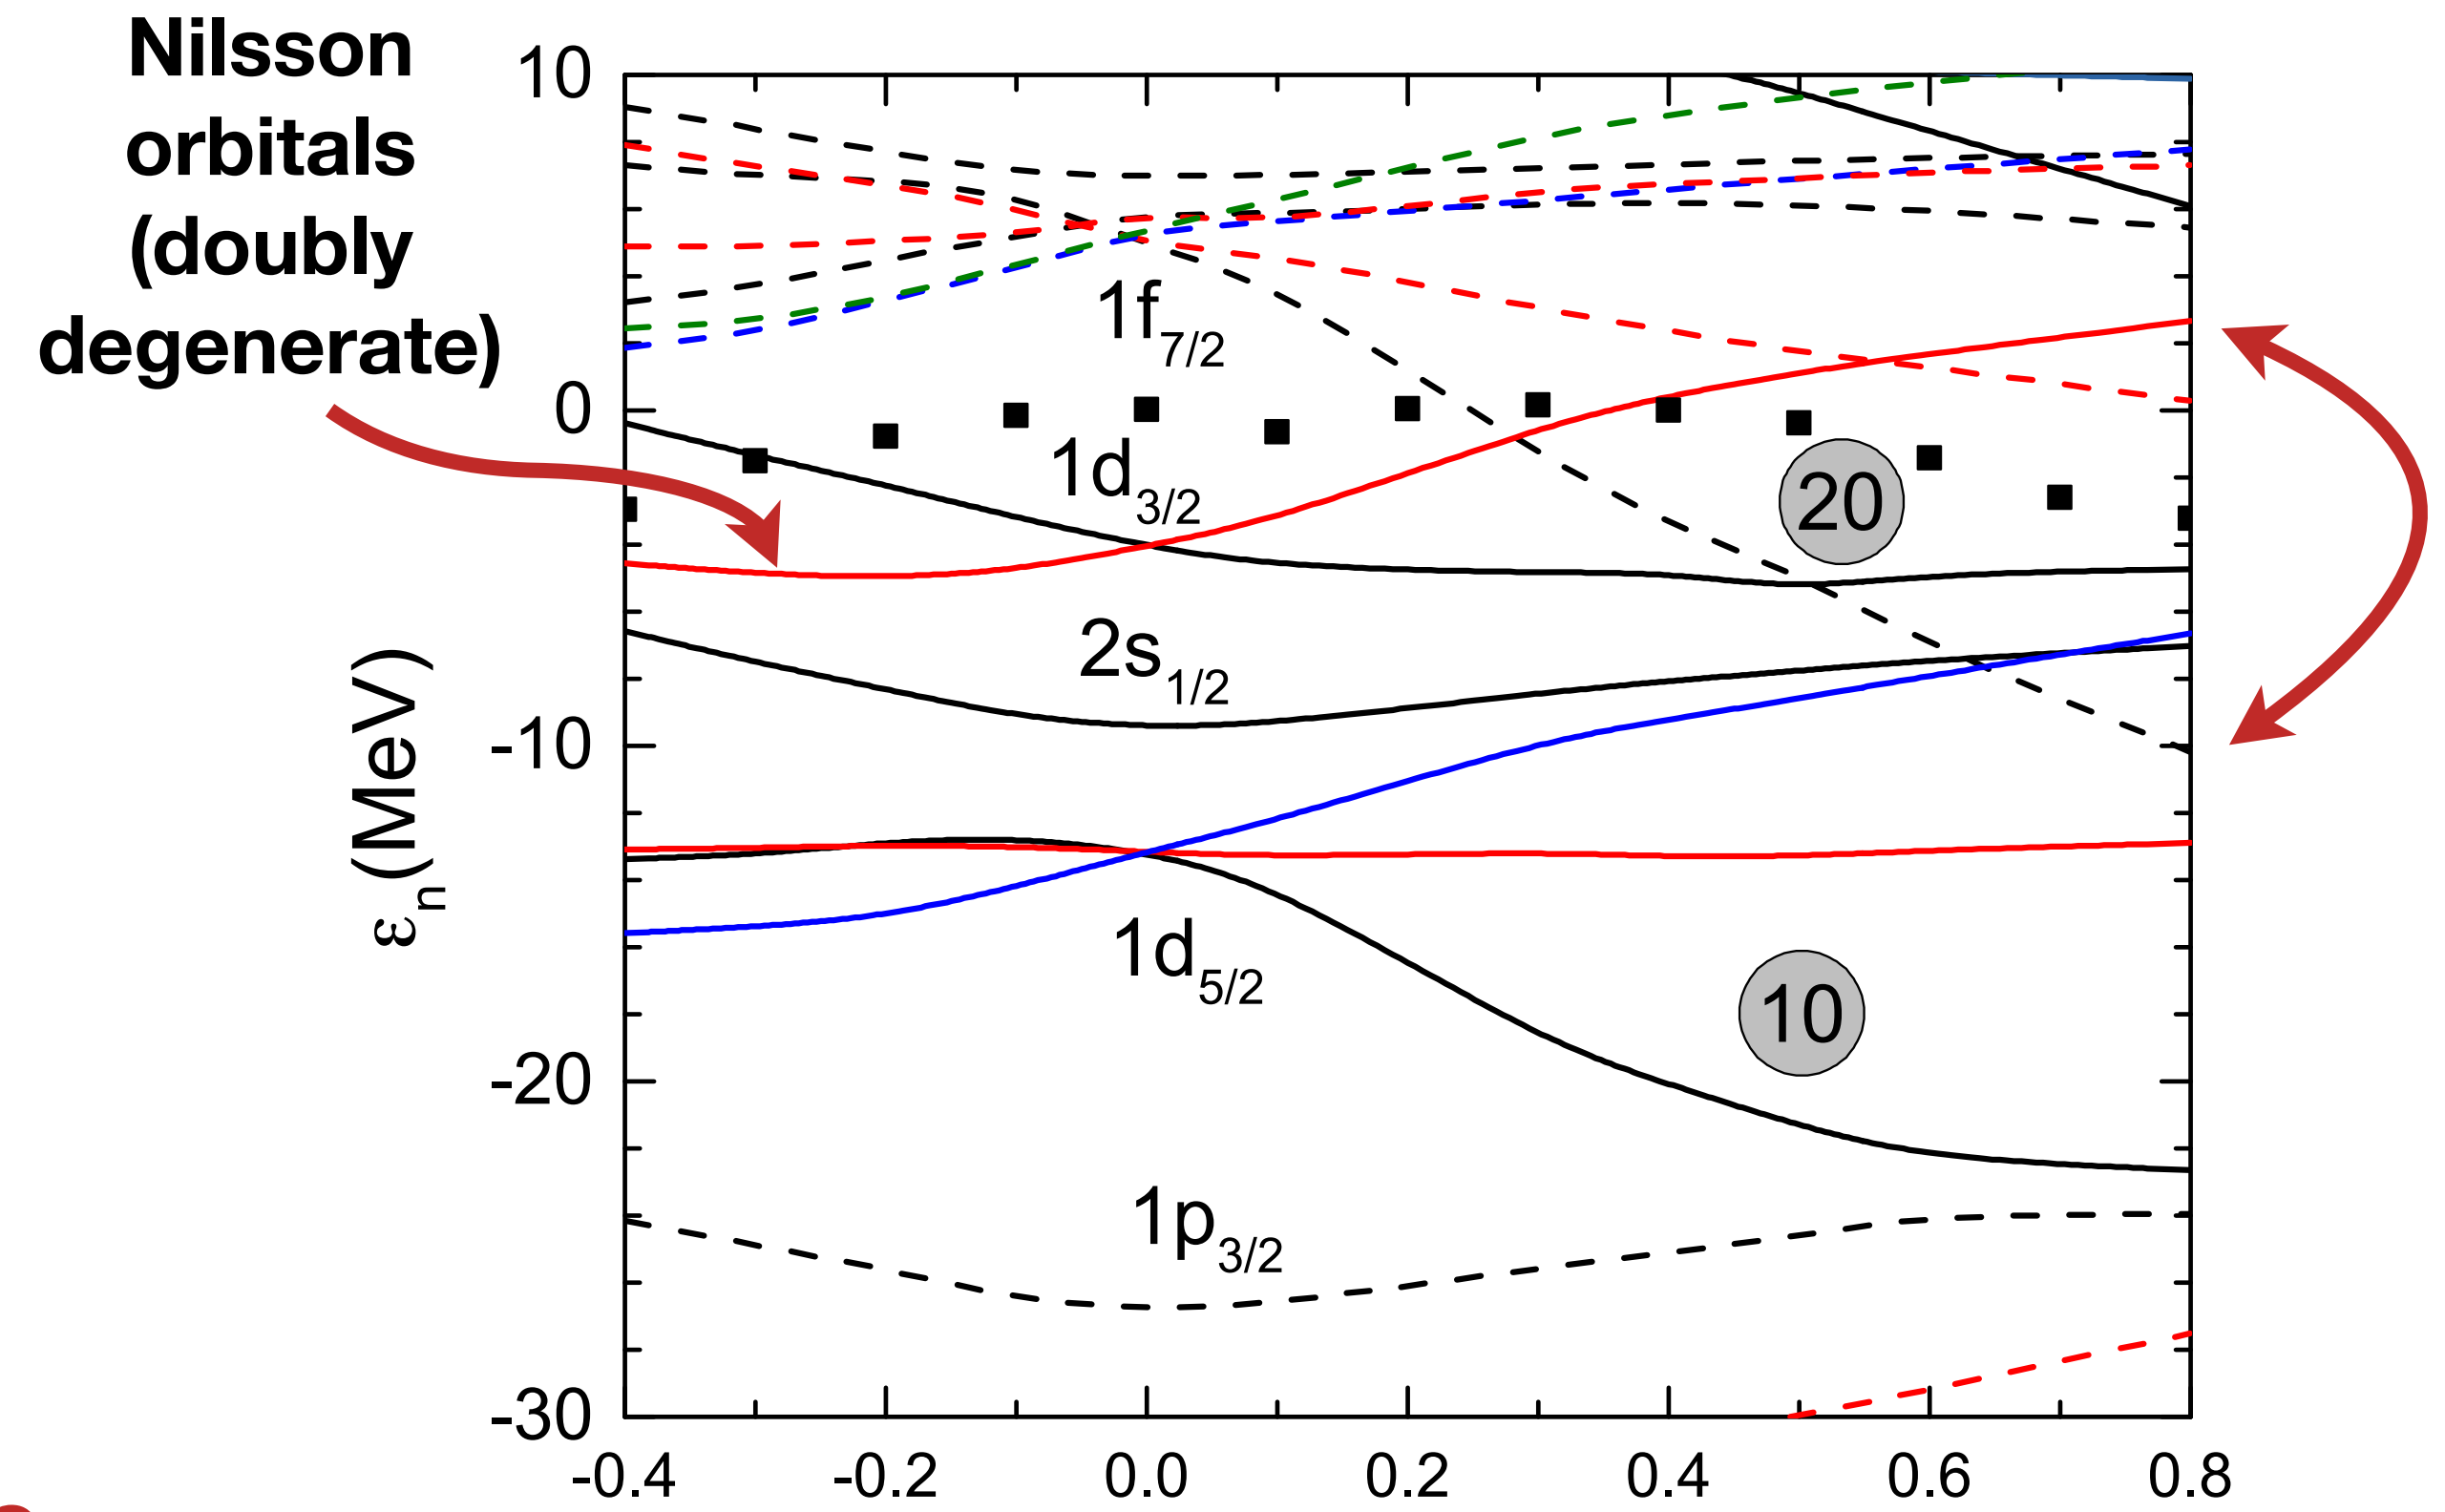 Nilsson
orbitals
(doubly
degenerate)
10
0
-10
-20
-30
εn (MeV)
1f7/2
1d3/2
20
2s1/2
1d5/2
10
1p3/2
-0.4 -0.2 0.0 0.2 0.4 0.6 0.8